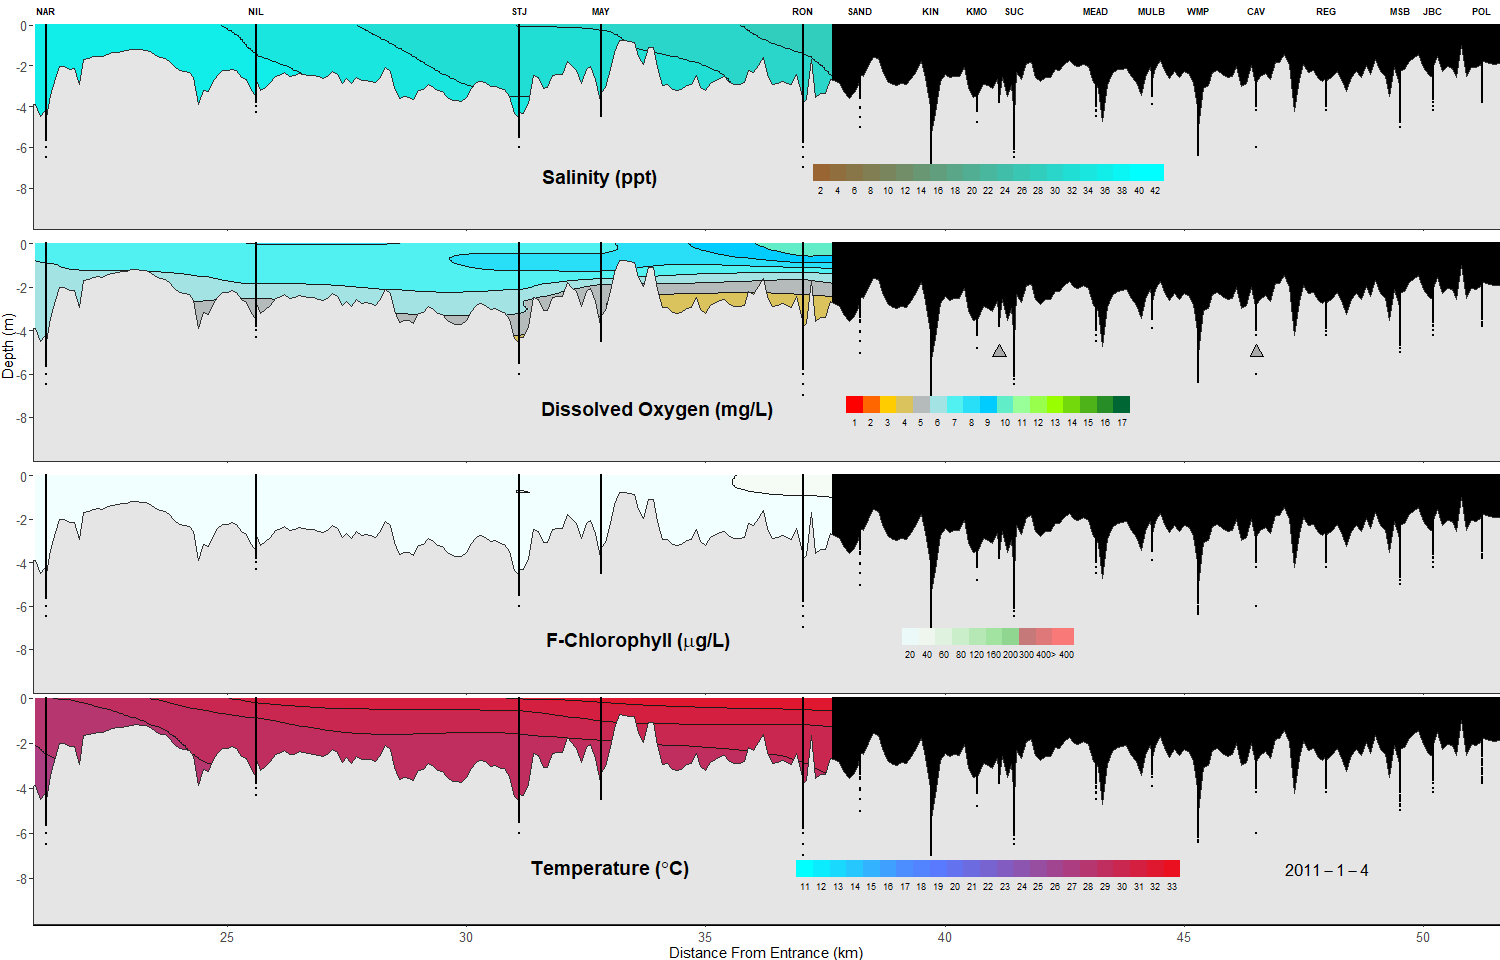 NAR NIL STJ MAY RON SAND KIN KMO SUC MEAD MULB WMP CAV REG MSB JBC POL
0
-2
-4
-6
-8
Salinity (ppt)
2 4 6 8 10 12 14 16 18 20 22 24 26 28 30 32 34 36 38 40 42
0
-2
-4
-6
-8
Depth (m)
Dissolved Oxygen (mg/L)
1 2 3 4 5 6 7 8 9 10 11 12 13 14 15 16 17
0
-2
-4
-6
-8
F-Chlorophyll (μg/L)
20 40 60 80 120 160 200 300 400> 400
0
-2
-4
-6
-8
Temperature (°C)
11 12 13 14 15 16 17 18 19 20 21 22 23 24 25 26 27 28 29 30 31 32 33
2011 – 1 – 4
25 30 35 40 45 50
Distance From Entrance (km)